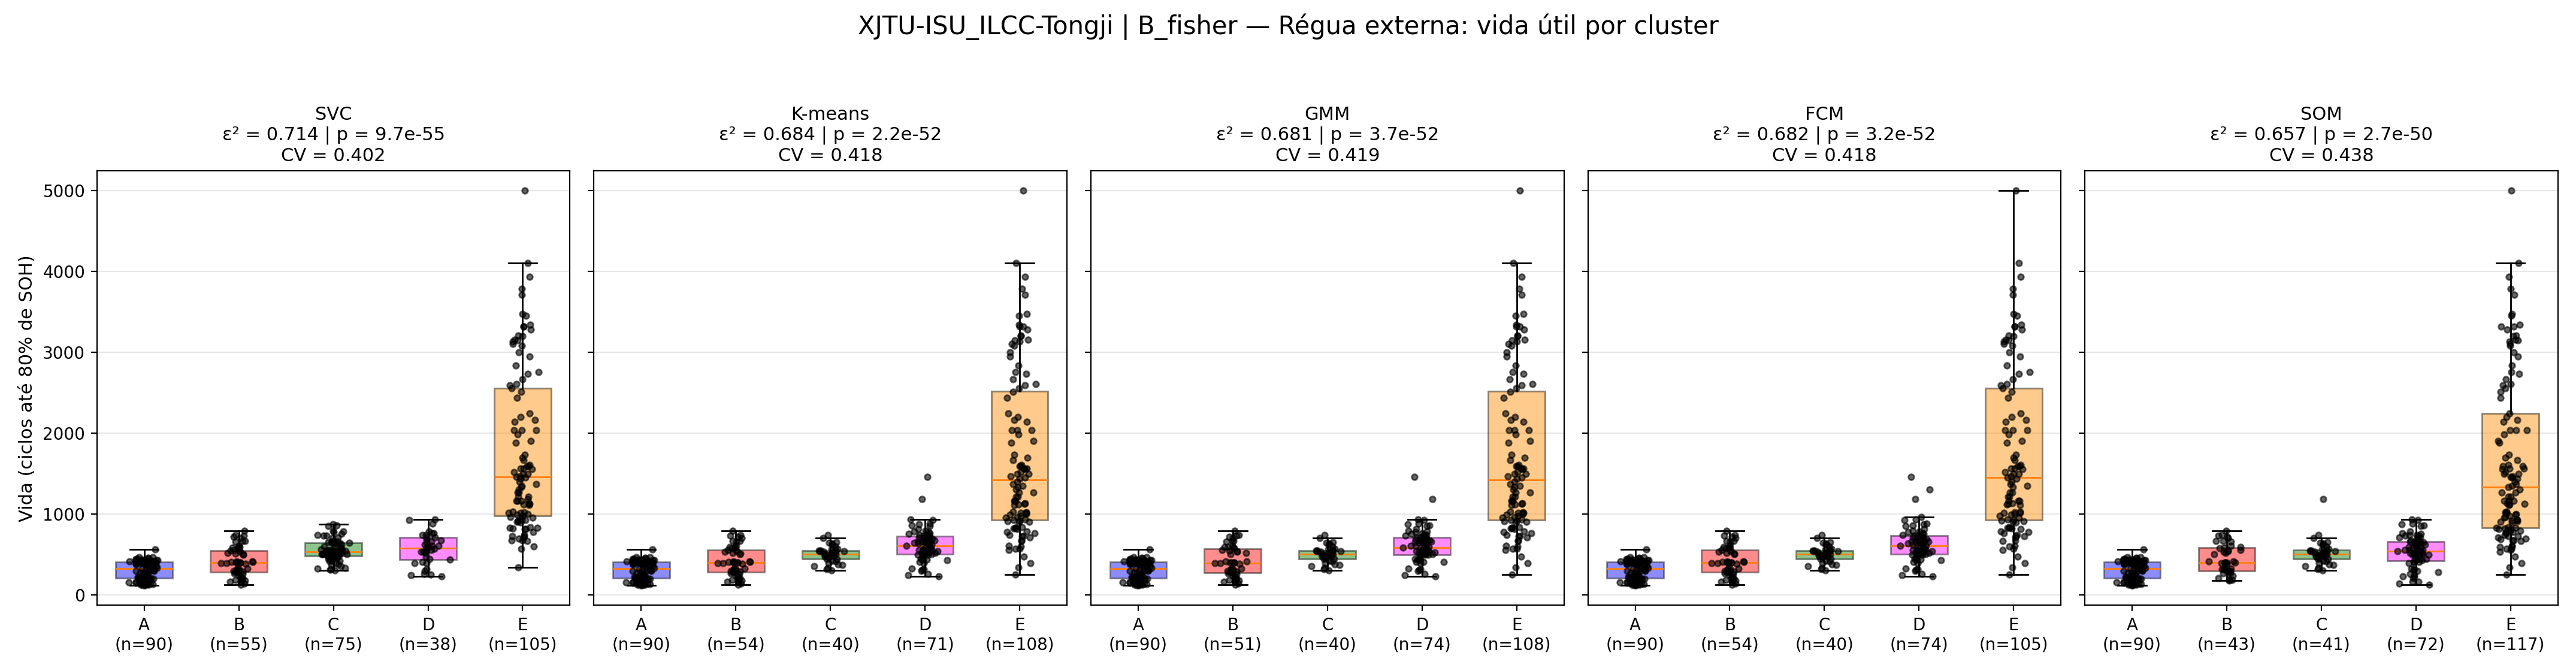 XJTU-ISU_ILCC-Tongji | B_fisher — Régua externa: vida útil por cluster
SVC
ε² = 0.714 | p = 9.7e-55
CV = 0.402
K-means
ε² = 0.684 | p = 2.2e-52
CV = 0.418
GMM
ε² = 0.681 | p = 3.7e-52
CV = 0.419
FCM
ε² = 0.682 | p = 3.2e-52
CV = 0.418
SOM
ε² = 0.657 | p = 2.7e-50
CV = 0.438
Vida (ciclos até 80% de SOH)
5000
4000
3000
2000
1000
0
A
(n=90)
B
(n=55)
C
(n=75)
D
(n=38)
E
(n=105)
A
(n=90)
B
(n=54)
C
(n=40)
D
(n=71)
E
(n=108)
A
(n=90)
B
(n=51)
C
(n=40)
D
(n=74)
E
(n=108)
A
(n=90)
B
(n=54)
C
(n=40)
D
(n=74)
E
(n=105)
A
(n=90)
B
(n=43)
C
(n=41)
D
(n=72)
E
(n=117)